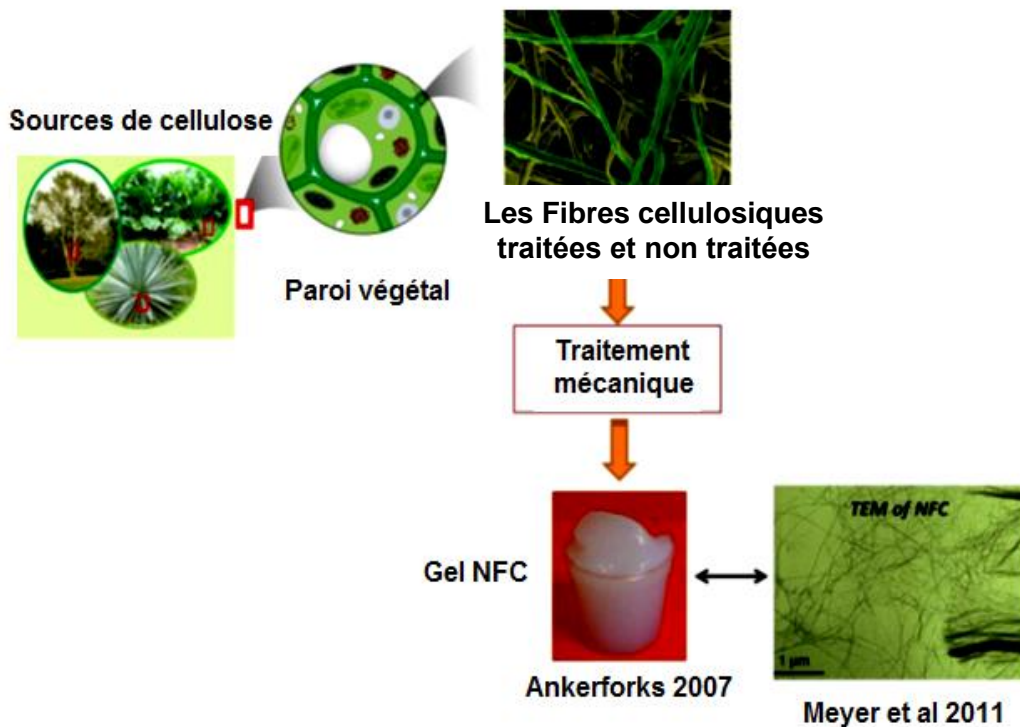 Sources de cellulose
Paroi végétal
Les Fibres cellulosiques
traitées et non traitées
Traitement
mécanique
Gel NFC
Ankerforks 2007
TEM of NFC
1 µm
Meyer et al 2011